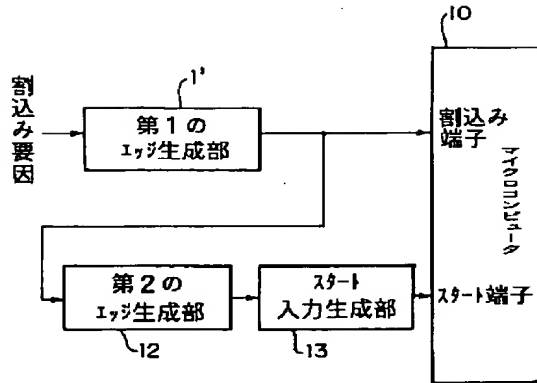 10
割込み要因
1'
第1の
ｴｯｼﾞ生成部
割込み
端子
マイクロコンピュータ
第2の
ｴｯｼﾞ生成部
12
ｽﾀｰﾄ
入力生成部
13
ｽﾀｰﾄ端子